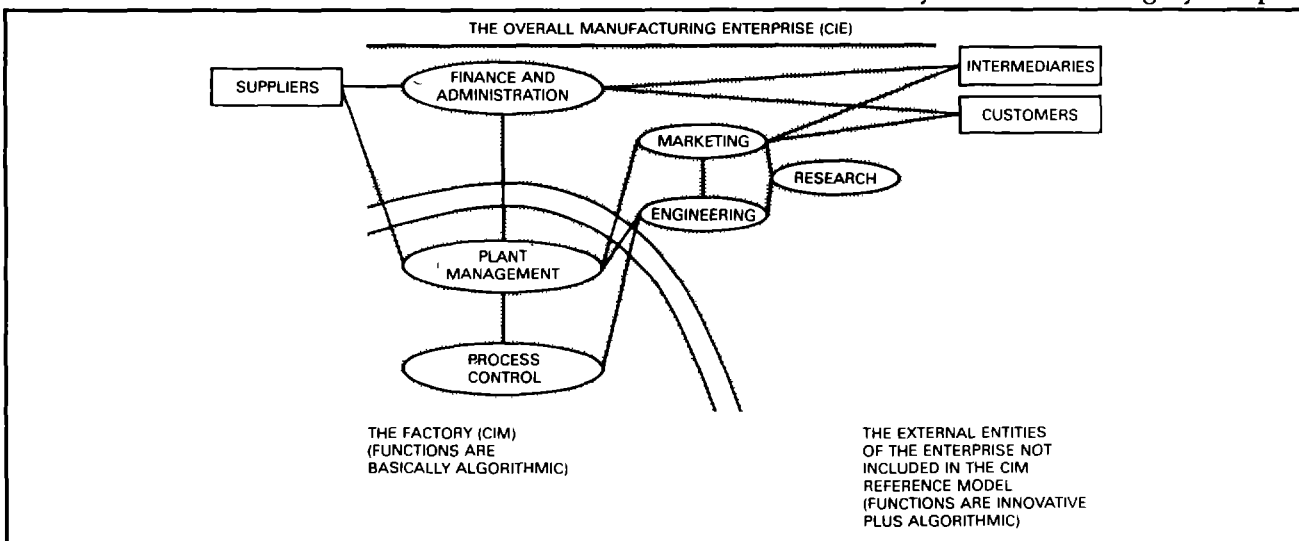 THE OVERALL MANUFACTURING ENTERPRISE (CIE)
SUPPLIERS
FINANCE AND
ADMINISTRATION
INTERMEDIARIES
CUSTOMERS
MARKETING
RESEARCH
ENGINEERING
PLANT
MANAGEMENT
PROCESS
CONTROL
THE FACTORY (CIM)
(FUNCTIONS ARE
BASICALLY ALGORITHMIC)
THE EXTERNAL ENTITIES
OF THE ENTERPRISE NOT
INCLUDED IN THE CIM
REFERENCE MODEL
(FUNCTIONS ARE INNOVATIVE
PLUS ALGORITHMIC)